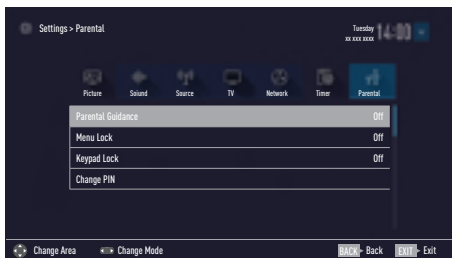 Settings > Parental
Tuesday
xx xxx xxxx
14:00
Picture Soiund Source TV Network Timer Parental
Parental Guidance Off
Menu Lock Off
Keypad Lock Off
Change PIN
Change Area Change Mode BACK Back EXIT Exit